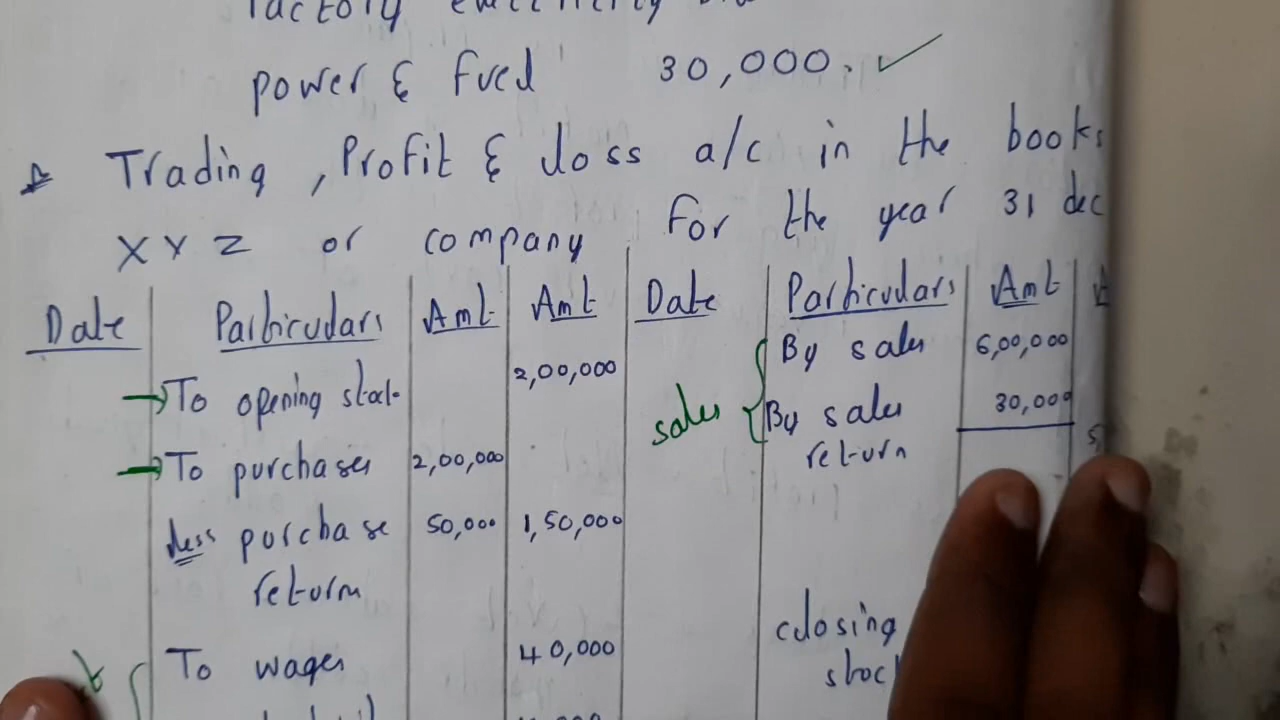 factory
power & Fuel 30,000. ✓
Trading, Profit & Loss a/c in the books
XYZ or company For the year 31 dec
Date Particulars Amt Amt Date Particulars Amt
To opening stock 2,00,000 By sales 6,00,000
sales By sales return 30,000
To purchases 2,00,000
Less purchase return 50,000 1,50,000
To wages 40,000 closing stock